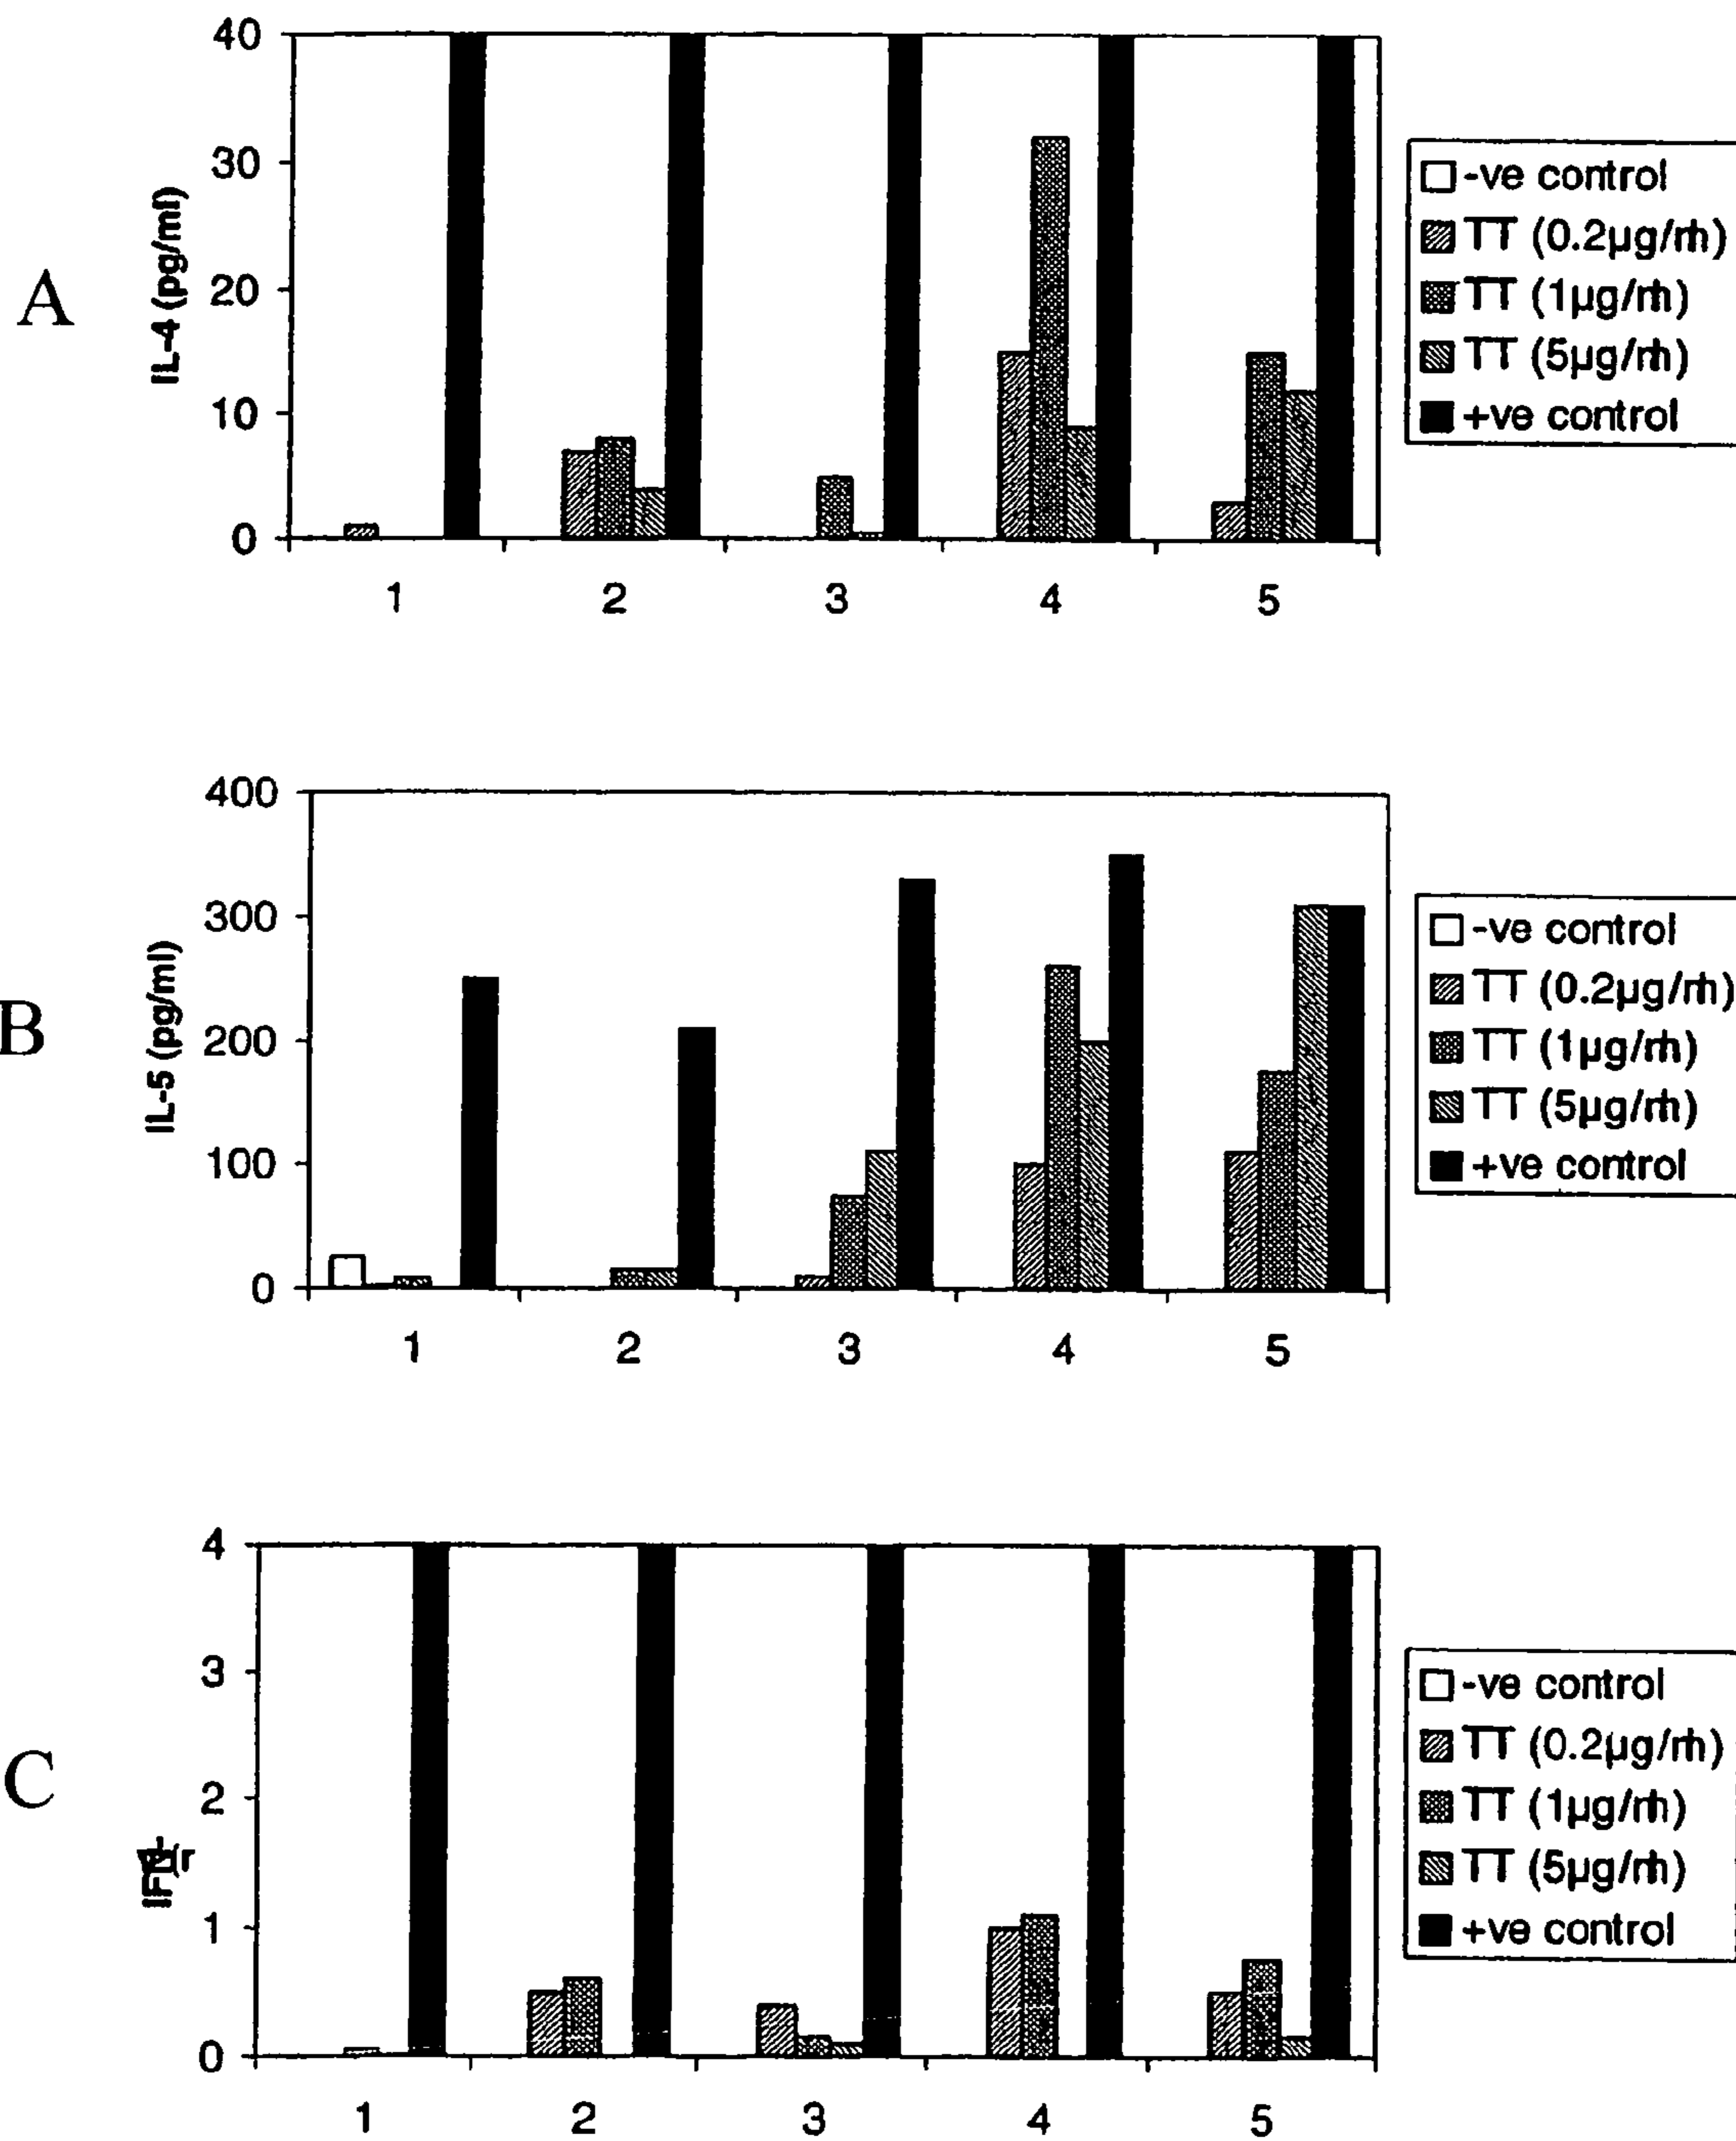 A
IL-4 (pg/ml)
40
30
20
10
0
1 2 3 4 5
-ve control
TT (0.2µg/ml)
TT (1µg/ml)
TT (5µg/ml)
+ve control
B
IL-5 (pg/ml)
400
300
200
100
0
1 2 3 4 5
-ve control
TT (0.2µg/ml)
TT (1µg/ml)
TT (5µg/ml)
+ve control
C
4
3
2
1
0
1 2 3 4 5
-ve control
TT (0.2µg/ml)
TT (1µg/ml)
TT (5µg/ml)
+ve control